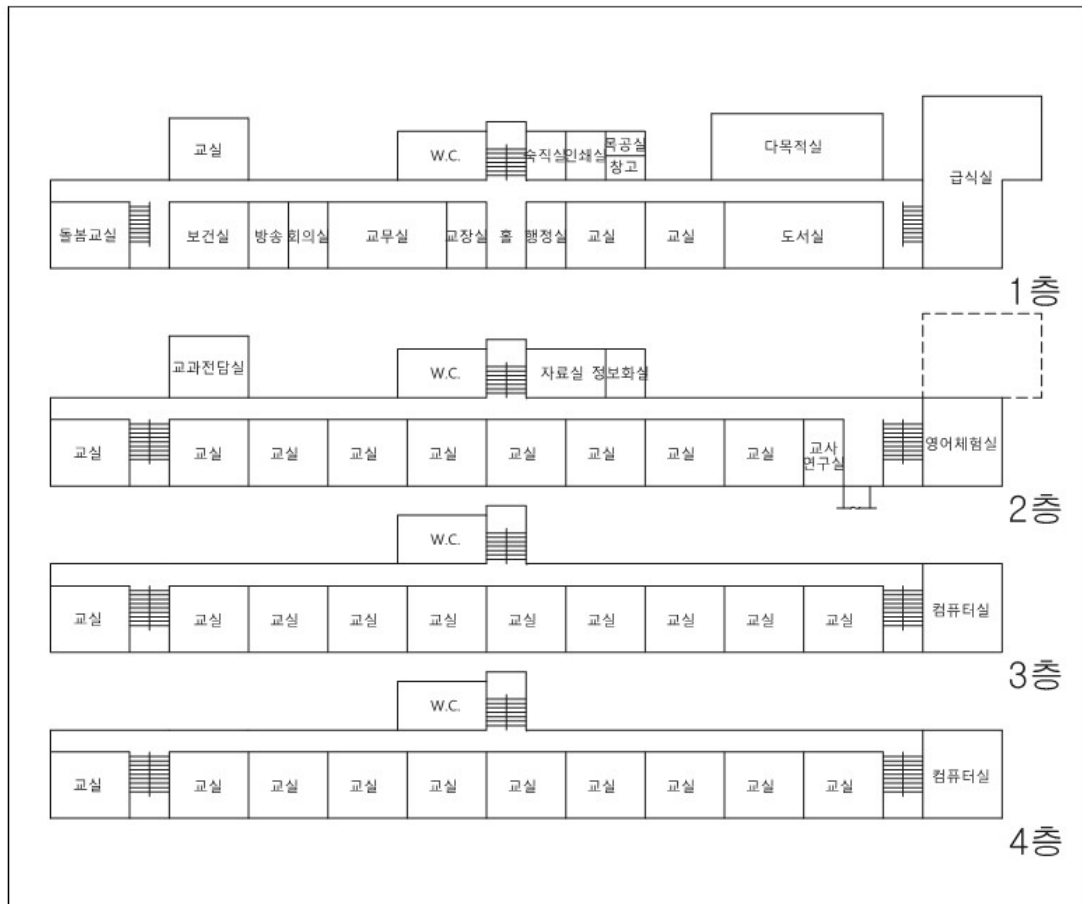 교실
W.C.
숙직실
인쇄실
목공실
창고
다목적실
급식실
돌봄교실
보건실
방송
회의실
교무실
교장실
홀
행정실
교실
교실
도서실
1층
교과전담실
W.C.
자료실
정보화실
교실
교실
교실
교실
교실
교실
교실
교실
교실
교사
연구실
영어체험실
2층
W.C.
교실
교실
교실
교실
교실
교실
교실
교실
교실
교실
컴퓨터실
3층
W.C.
교실
교실
교실
교실
교실
교실
교실
교실
교실
교실
컴퓨터실
4층